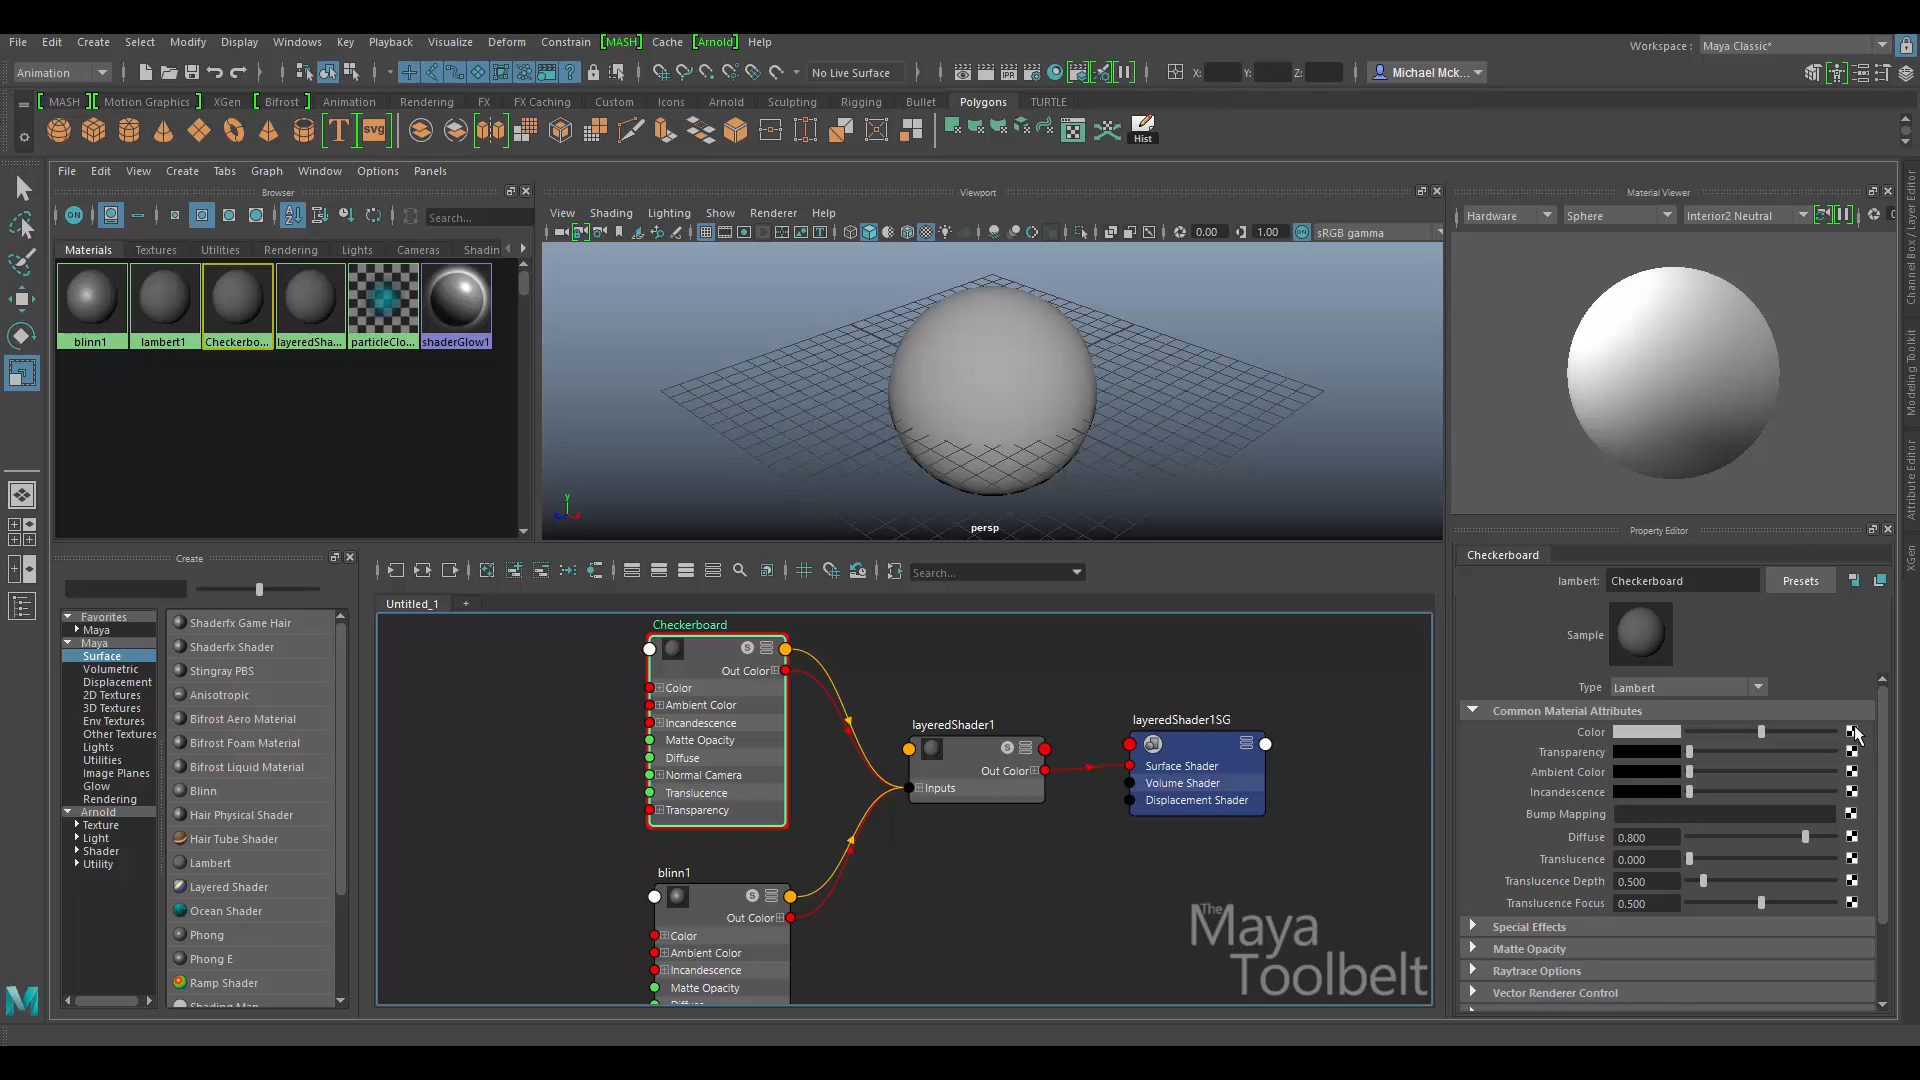 File Edit Create Select Modify Display Windows Key Playback Visualize Deform Constrain [MASH] Cache [Arnold] Help
Workspace : Maya Classic*
Animation No Live Surface X: Y: Z: Michael Mck...
MASH Motion Graphics XGen Bifrost Animation Rendering FX FX Caching Custom Icons Arnold Sculpting Rigging Bullet Polygons TURTLE
T svg Hist
File Edit View Create Tabs Graph Window Options Panels
Browser
Viewport
Material Viewer
ON Search...
View Shading Lighting Show Renderer Help
Hardware Sphere Interior2 Neutral
0.00 1.00 ON sRGB gamma
Materials Textures Utilities Rendering Lights Cameras Shadin
blinn1 lambert1 Checkerbo... layeredSha... particleClo... shaderGlow1
y
persp
Channel Box / Layer Editor
Modeling Toolkit
Attribute Editor
XGen
Create
Favorites
Maya
Maya
Surface
Volumetric
Displacement
2D Textures
3D Textures
Env Textures
Other Textures
Lights
Utilities
Image Planes
Glow
Rendering
Arnold
Texture
Light
Shader
Utility
Shaderfx Game Hair
Shaderfx Shader
Stingray PBS
Anisotropic
Bifrost Aero Material
Bifrost Foam Material
Bifrost Liquid Material
Blinn
Hair Physical Shader
Hair Tube Shader
Lambert
Layered Shader
Ocean Shader
Phong
Phong E
Ramp Shader
Shading Map
Search...
Untitled_1 +
Checkerboard
S
Out Color
Color
Ambient Color
Incandescence
Matte Opacity
Diffuse
Normal Camera
Translucence
Transparency
blinn1
S
Out Color
Color
Ambient Color
Incandescence
Matte Opacity
Diffuse
layeredShader1
S
Out Color
Inputs
layeredShader1SG
Surface Shader
Volume Shader
Displacement Shader
The
Maya
Toolbelt
Property Editor
Checkerboard
lambert: Checkerboard Presets
Sample
Type Lambert
Common Material Attributes
Color
Transparency
Ambient Color
Incandescence
Bump Mapping
Diffuse 0.800
Translucence 0.000
Translucence Depth 0.500
Translucence Focus 0.500
Special Effects
Matte Opacity
Raytrace Options
Vector Renderer Control
M